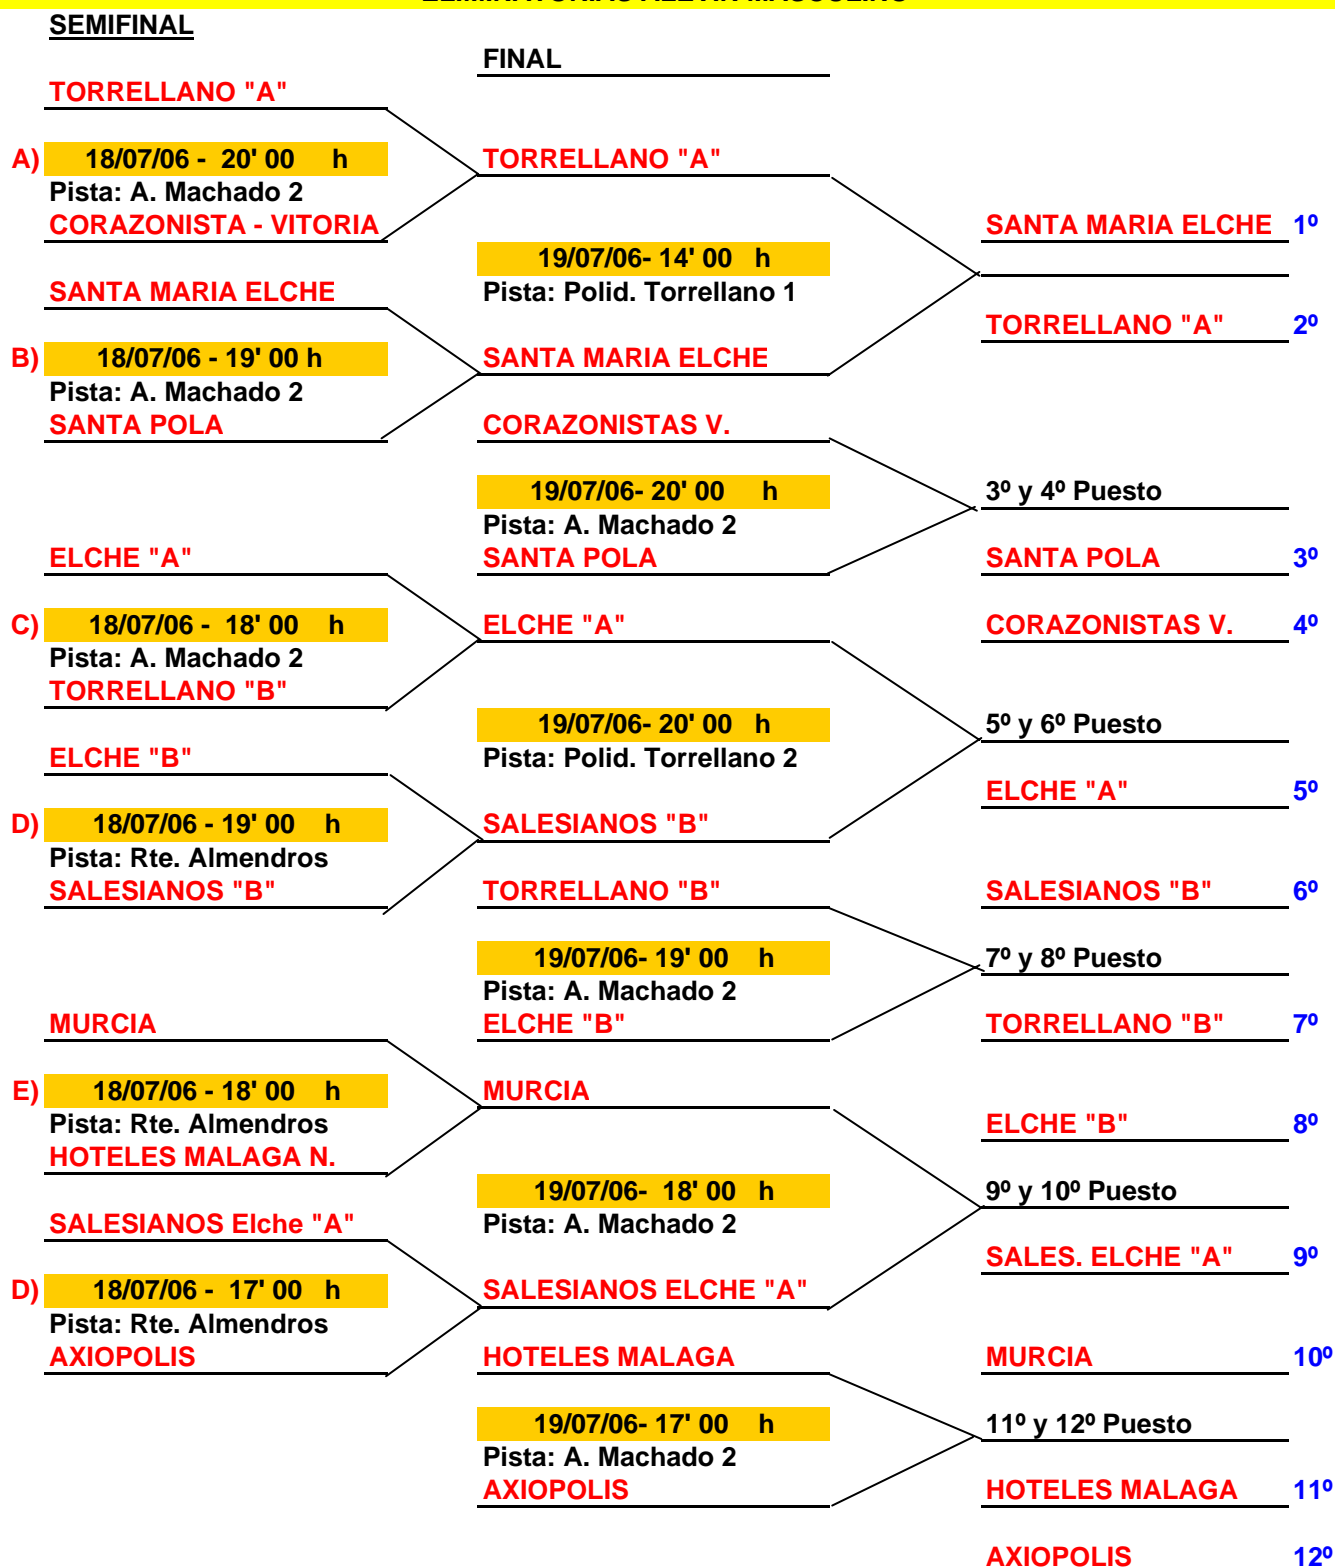 SEMIFINAL
FINAL
TORRELLANO "A"
A) 18/07/06 - 20' 00 h
TORRELLANO "A"
Pista: A. Machado 2
CORAZONISTA - VITORIA
SANTA MARIA ELCHE 1º
19/07/06- 14' 00 h
SANTA MARIA ELCHE
Pista: Polid. Torrellano 1
TORRELLANO "A" 2º
B) 18/07/06 - 19' 00 h
SANTA MARIA ELCHE
Pista: A. Machado 2
SANTA POLA
CORAZONISTAS V.
19/07/06- 20' 00 h
3º y 4º Puesto
Pista: A. Machado 2
ELCHE "A"
SANTA POLA
SANTA POLA 3º
C) 18/07/06 - 18' 00 h
ELCHE "A"
CORAZONISTAS V. 4º
Pista: A. Machado 2
TORRELLANO "B"
19/07/06- 20' 00 h
5º y 6º Puesto
ELCHE "B"
Pista: Polid. Torrellano 2
ELCHE "A" 5º
D) 18/07/06 - 19' 00 h
SALESIANOS "B"
Pista: Rte. Almendros
SALESIANOS "B"
TORRELLANO "B"
SALESIANOS "B" 6º
19/07/06- 19' 00 h
7º y 8º Puesto
Pista: A. Machado 2
MURCIA
ELCHE "B"
TORRELLANO "B" 7º
E) 18/07/06 - 18' 00 h
MURCIA
Pista: Rte. Almendros
ELCHE "B" 8º
HOTELES MALAGA N.
19/07/06- 18' 00 h
9º y 10º Puesto
SALESIANOS Elche "A"
Pista: A. Machado 2
SALES. ELCHE "A" 9º
D) 18/07/06 - 17' 00 h
SALESIANOS ELCHE "A"
Pista: Rte. Almendros
AXIOPOLIS
HOTELES MALAGA
MURCIA 10º
19/07/06- 17' 00 h
11º y 12º Puesto
Pista: A. Machado 2
AXIOPOLIS
HOTELES MALAGA 11º
AXIOPOLIS 12º